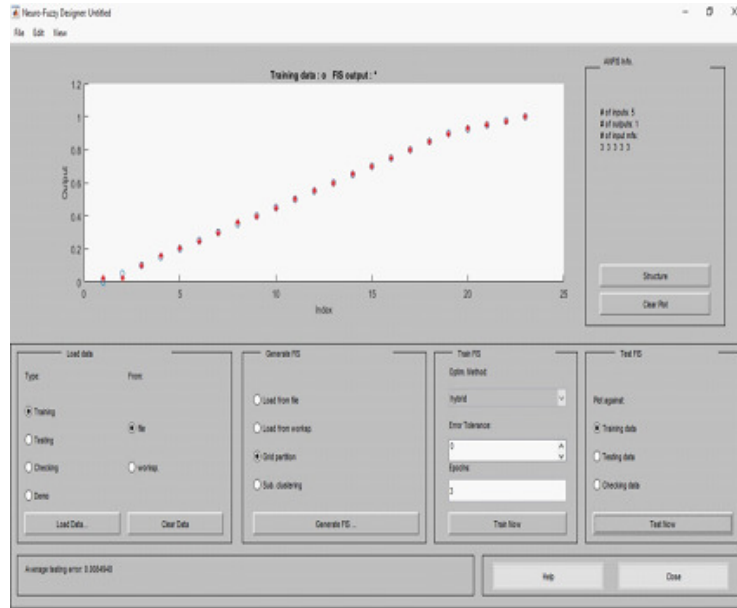 Neuro-Fuzzy Designer: Untitled
File Edit View
Training data : o FIS output : *
1.2
1
0.8
0.6
0.4
0.2
0
Output
0 5 10 15 20 25
Index
ANFIS Info.
# of inputs: 5
# of outputs: 1
# of input mfs:
3 3 3 3 3
Structure
Clear Plot
Load data
Type: From:
Training
Testing
Checking
Demo
file
worksp.
Load Data... Clear Data
Generate FIS
Load from file
Load from worksp.
Grid partition
Sub. clustering
Generate FIS ...
Train FIS
Optim. Method:
hybrid
Error Tolerance:
0
Epochs:
3
Train Now
Test FIS
Plot against:
Training data
Testing data
Checking data
Test Now
Average testing error: 0.0084948
Help Close